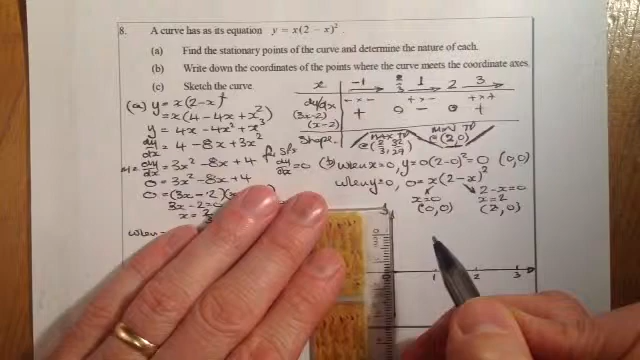 8. A curve has as its equation y = x(2 – x)² .
(a) Find the stationary points of the curve and determine the nature of each.
(b) Write down the coordinates of the points where the curve meets the coordinate axes.
(c) Sketch the curve
(a) y = x(2-x)²
= x(4 - 4x + x²)
y = 4x - 4x² + x³
dy/dx = 4 - 8x + 3x²
dy/dx = 3x² - 8x + 4
for SPs dy/dx = 0
0 = 3x² - 8x + 4
0 = (3x - 2)(x
3x - 2 = 0
x = 2/3
when
x -1 2/3 1 2 3
dy/dx - x - + x - + x +
(3x-2)(x-2) + 0 - 0 +
Shape
MAX TP @ (2/3, 32/27)
MIN TP @ (2,0)
(b) when x=0, y = 0(2-0)² = 0 (0,0)
when y=0, 0 = x(2-x)²
x=0 2-x=0
(0,0) x=2
(2,0)
1 2 3